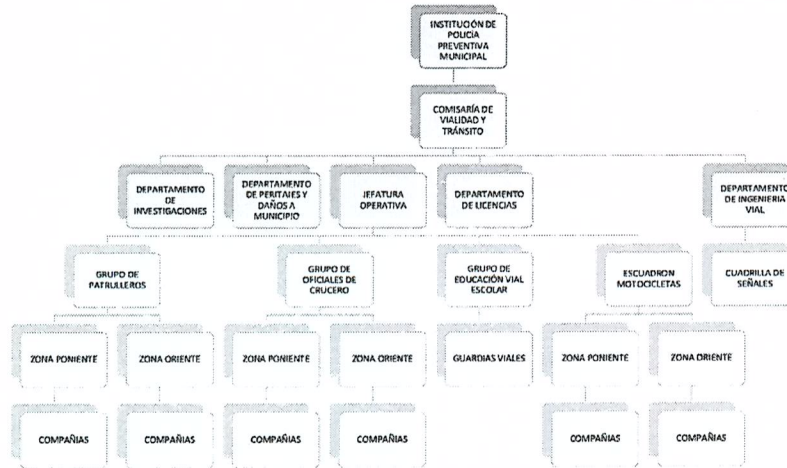 INSTITUCIÓN DE
POLICÍA
PREVENTIVA
MUNICIPAL
COMISARÍA DE
VIALIDAD Y
TRÁNSITO
DEPARTAMENTO
DE
INVESTIGACIONES
DEPARTAMENTO
DE PERITAJES Y
DAÑOS A
MUNICIPIO
JEFATURA
OPERATIVA
DEPARTAMENTO
DE LICENCIAS
DEPARTAMENTO
DE INGENIERIA
VIAL
GRUPO DE
PATRULLEROS
GRUPO DE
OFICIALES DE
CRUCERO
GRUPO DE
EDUCACIÓN VIAL
ESCOLAR
ESCUADRON
MOTOCICLETAS
CUADRILLA DE
SEÑALES
ZONA PONIENTE
ZONA ORIENTE
ZONA PONIENTE
ZONA ORIENTE
GUARDIAS VIALES
ZONA PONIENTE
ZONA ORIENTE
COMPAÑIAS
COMPAÑIAS
COMPAÑIAS
COMPAÑIAS
COMPAÑIAS
COMPAÑIAS